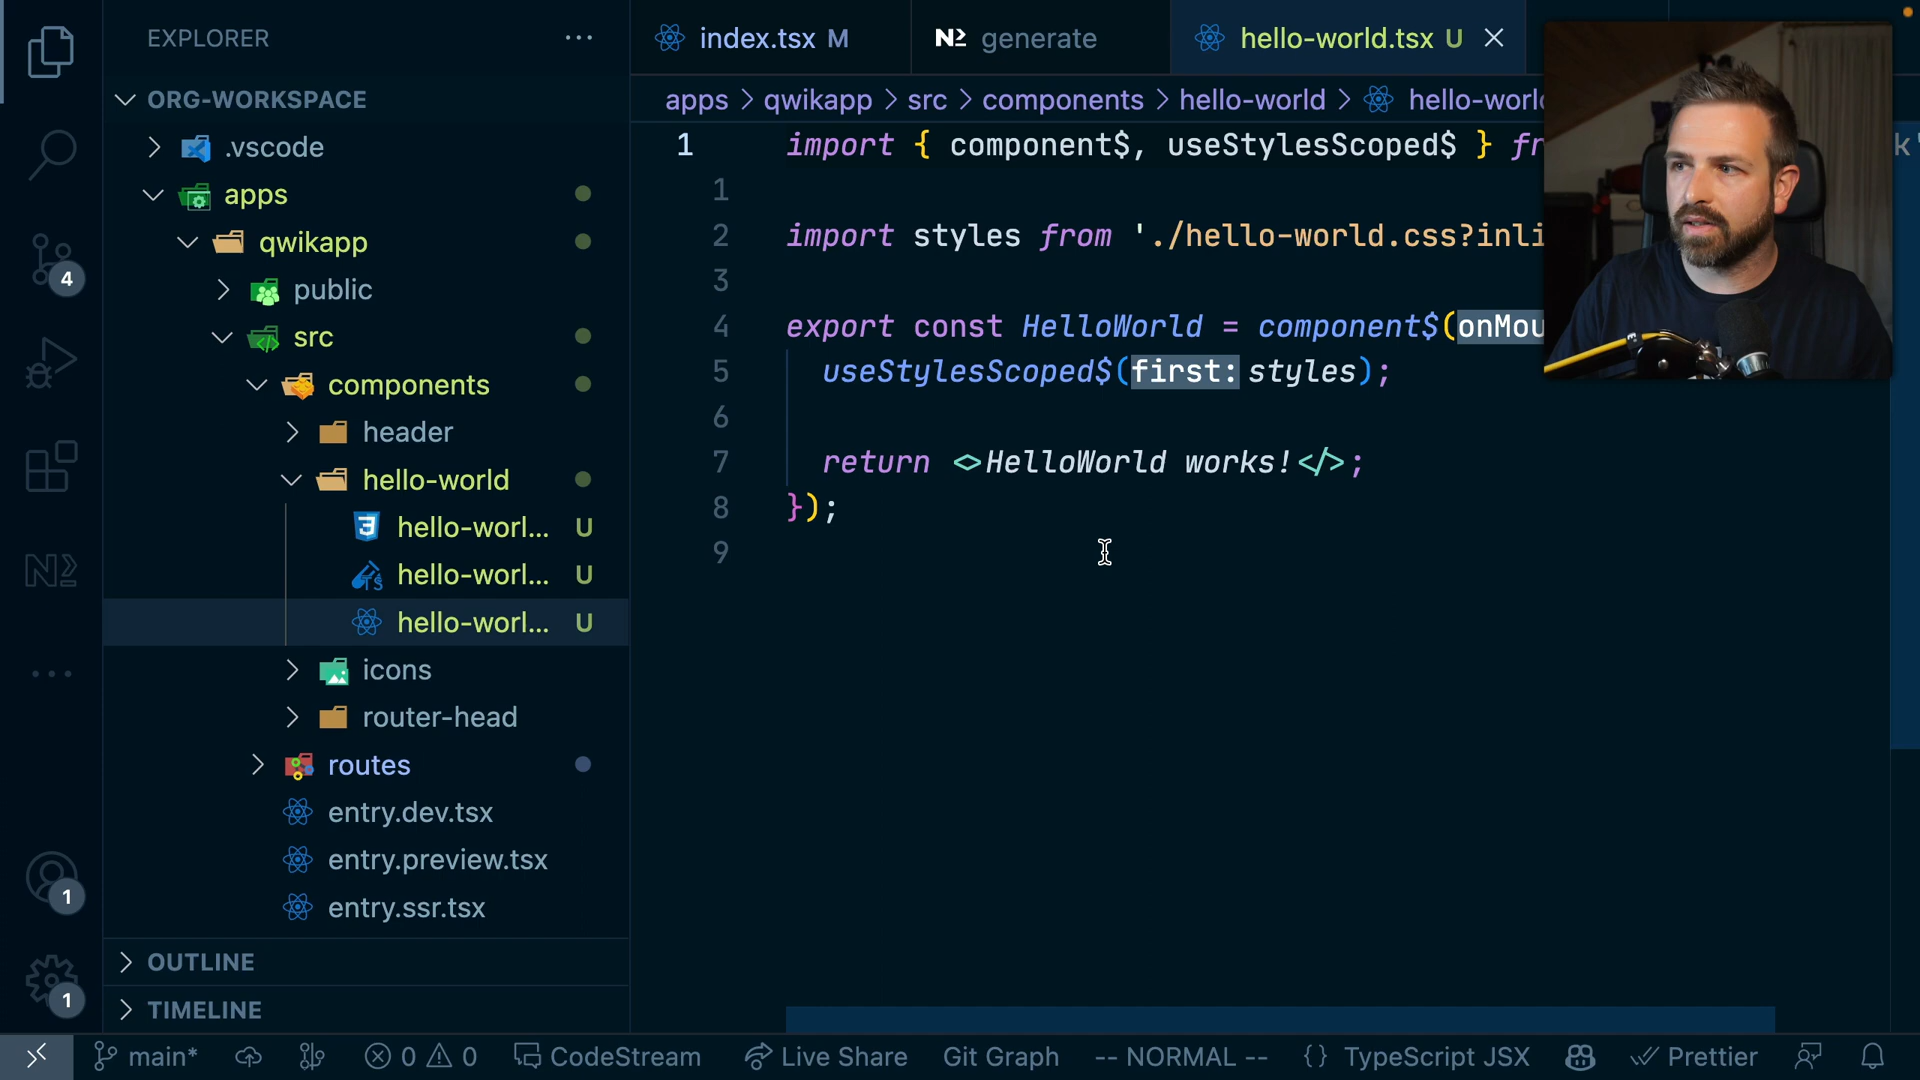 EXPLORER
ORG-WORKSPACE
.vscode
apps
qwikapp
public
src
components
header
hello-world
hello-worl... U
hello-worl... U
hello-worl... U
icons
router-head
routes
entry.dev.tsx
entry.preview.tsx
entry.ssr.tsx
OUTLINE
TIMELINE
4
1
1
index.tsx M
generate
hello-world.tsx U
apps > qwikapp > src > components > hello-world > hello-worl
1 import { component$, useStylesScoped$ } fr
k'
1
2 import styles from './hello-world.css?inli
3
4 export const HelloWorld = component$(onMou
5 useStylesScoped$(first: styles);
6
7 return <>HelloWorld works!</>;
8 });
9
main* 0 0 CodeStream Live Share Git Graph -- NORMAL -- {} TypeScript JSX Prettier